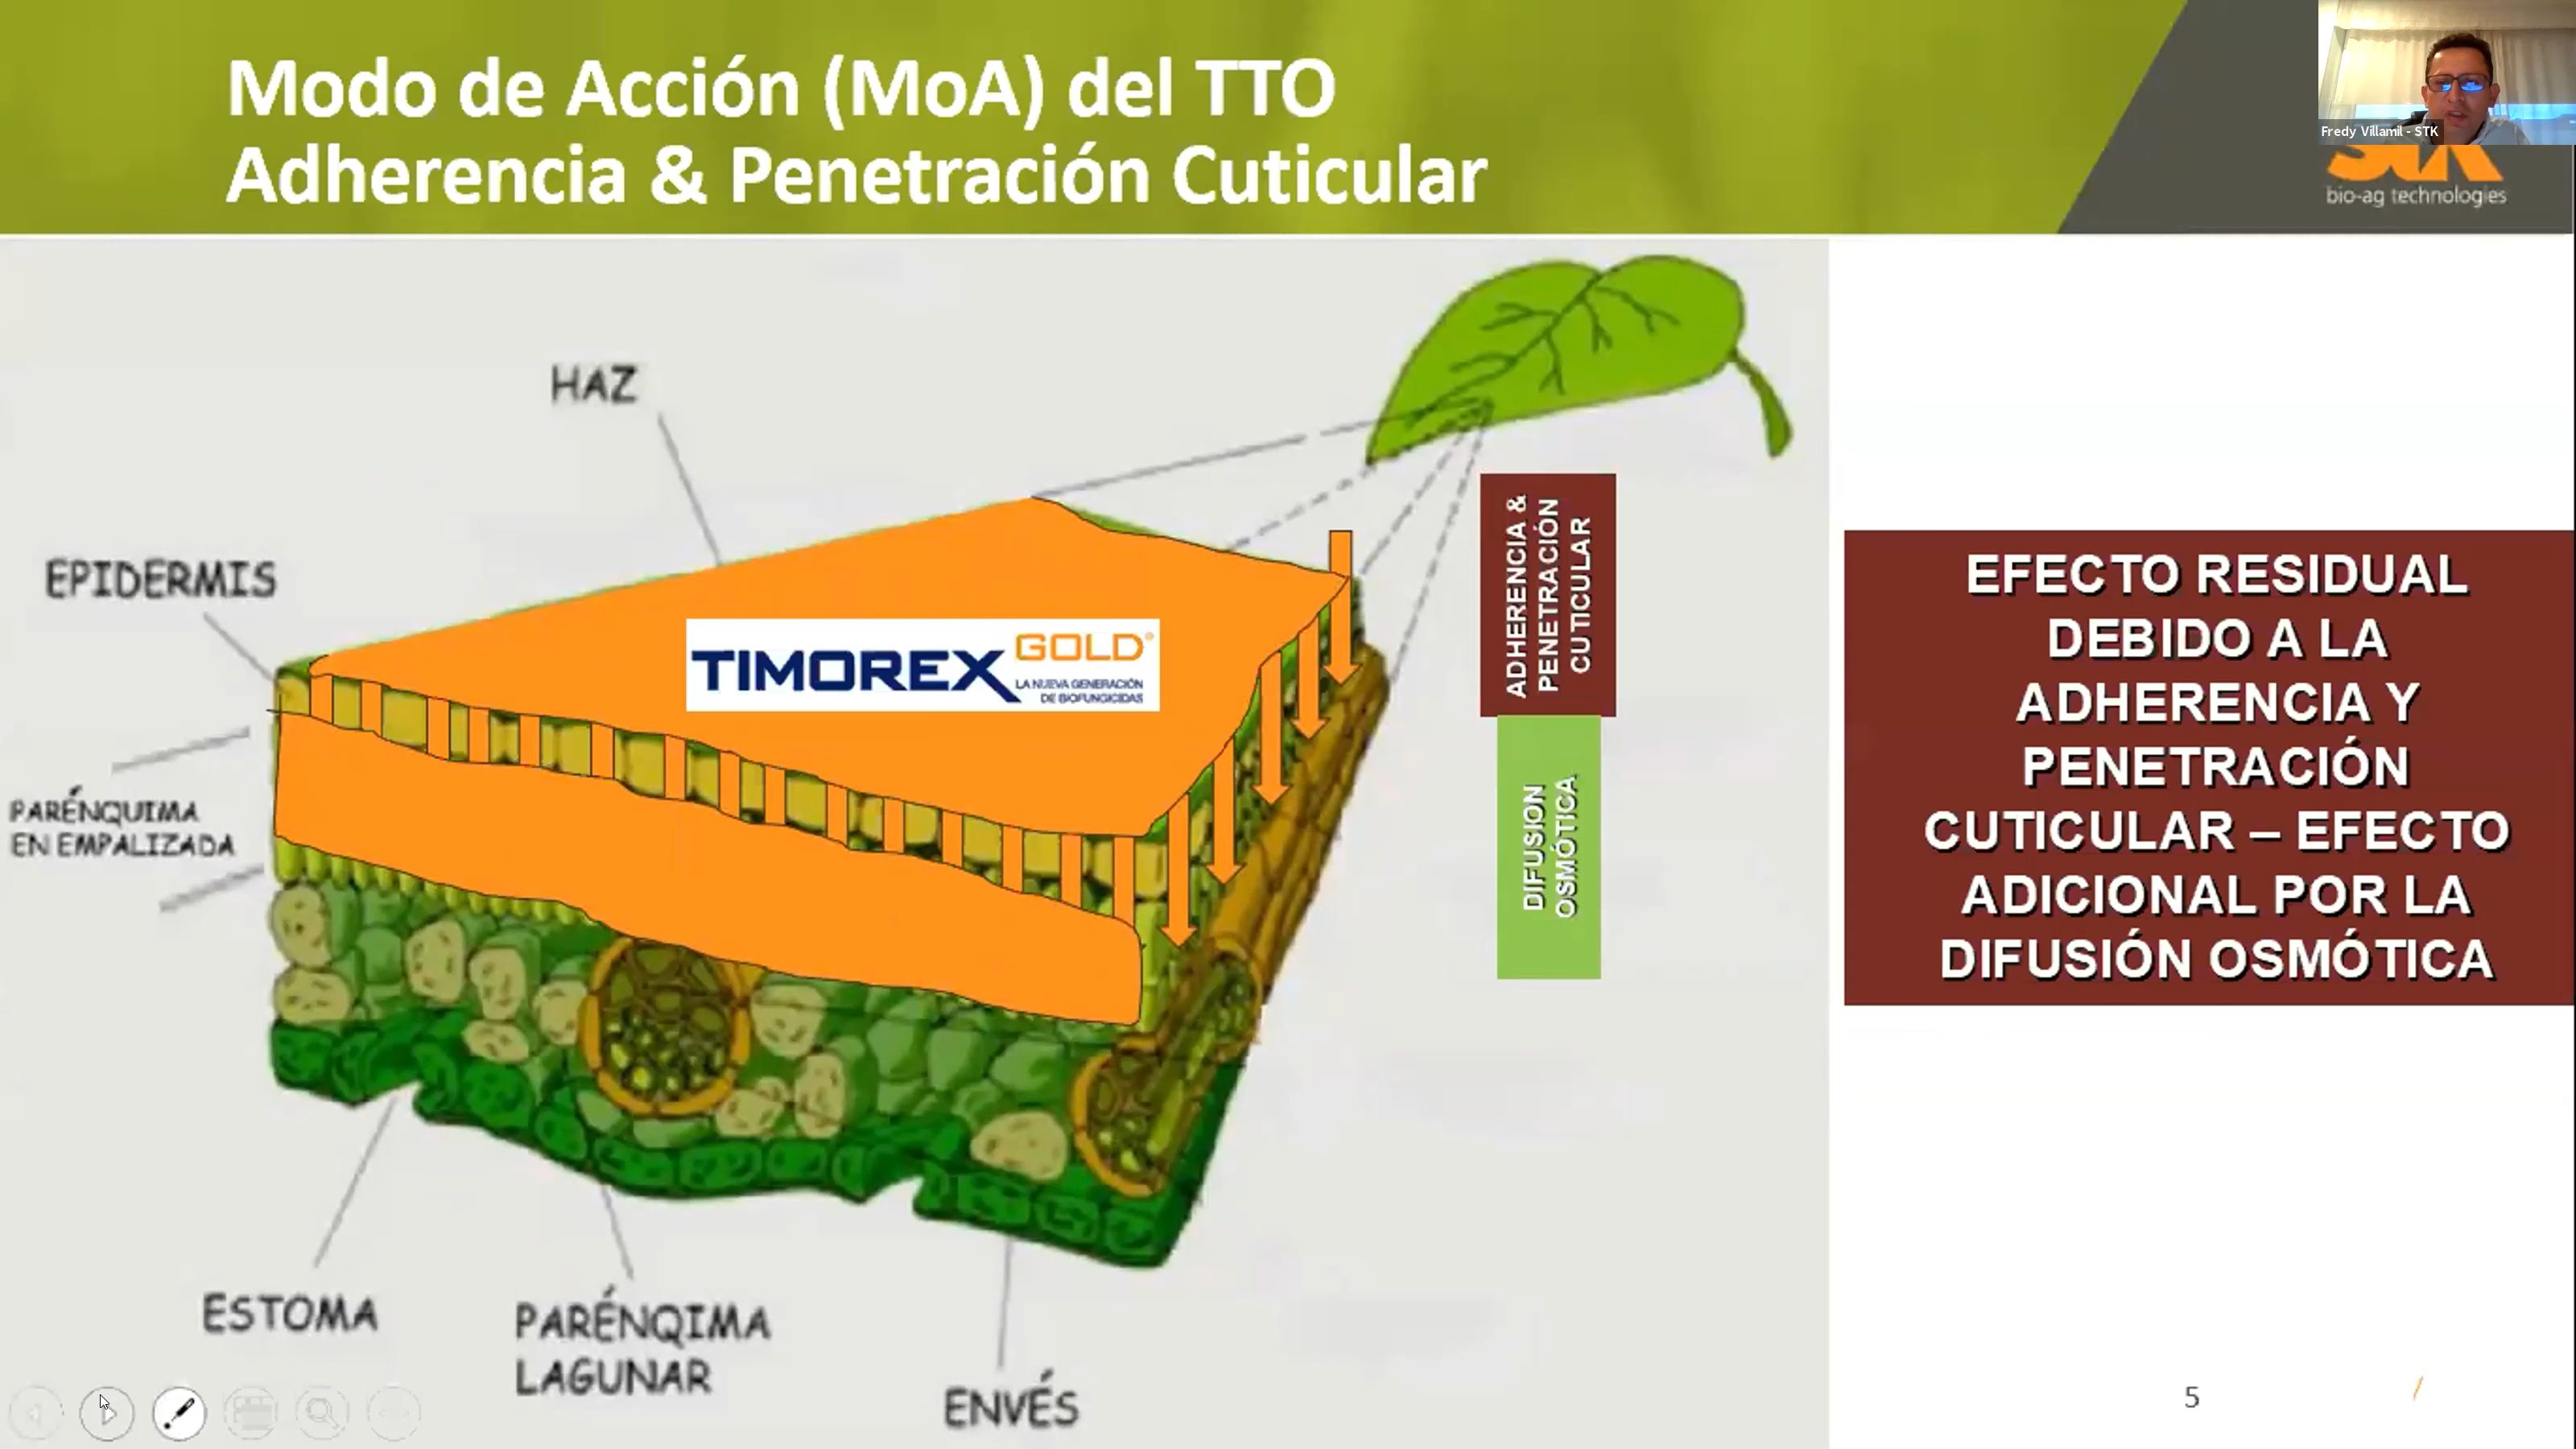 Modo de Acción (MoA) del TTO
Adherencia & Penetración Cuticular
Fredy Villamil - STK
stk
bio-ag technologies
HAZ
EPIDERMIS
PARÉNQUIMA
EN EMPALIZADA
TIMOREX GOLD®
LA NUEVA GENERACIÓN
DE BIOFUNGICIDAS
ADHERENCIA &
PENETRACIÓN
CUTICULAR
DIFUSION
OSMÓTICA
EFECTO RESIDUAL
DEBIDO A LA
ADHERENCIA Y
PENETRACIÓN
CUTICULAR – EFECTO
ADICIONAL POR LA
DIFUSIÓN OSMÓTICA
ESTOMA
PARÉNQIMA
LAGUNAR
ENVÉS
5